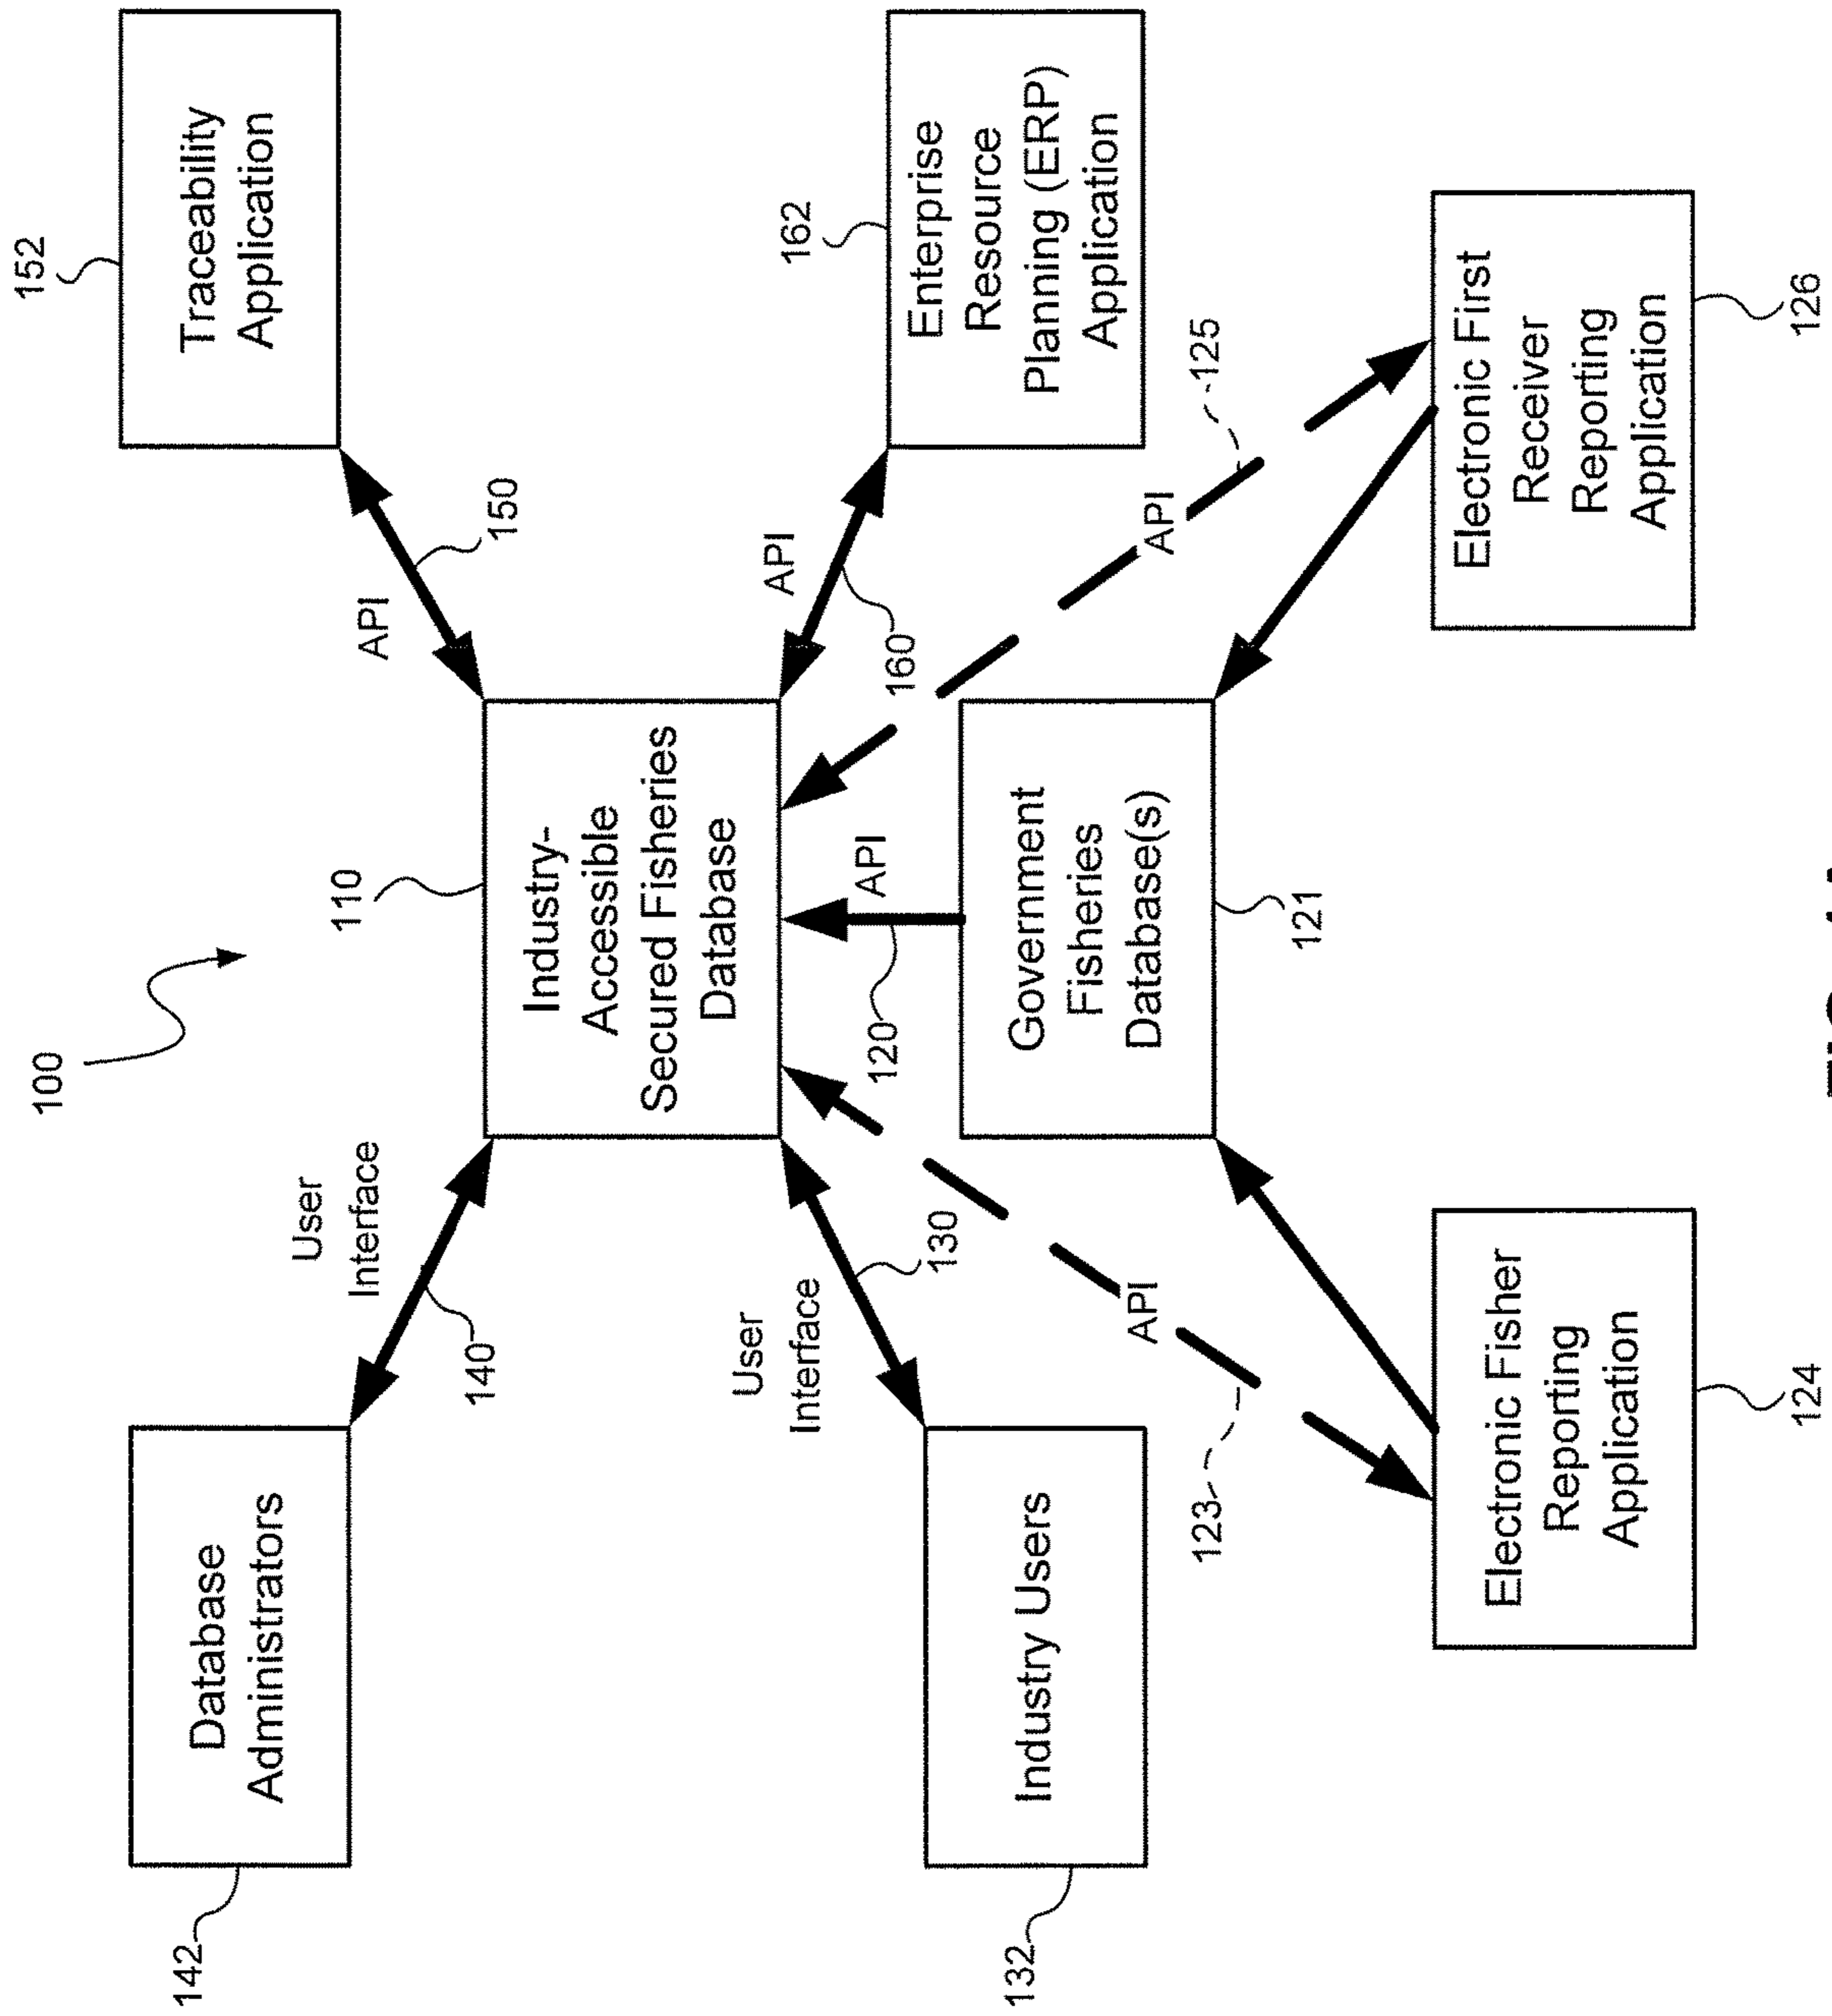 100
152
142
Database
Administrators
User
Interface
140
110
Industry-
Accessible
Secured Fisheries
Database
API
150
Traceability
Application
132
Industry Users
User
Interface
130
120
API
160
API
162
Enterprise
Resource
Planning (ERP)
Application
Government
Fisheries
Database(s)
121
123
API
API
125
Electronic Fisher
Reporting
Application
124
Electronic First
Receiver
Reporting
Application
126